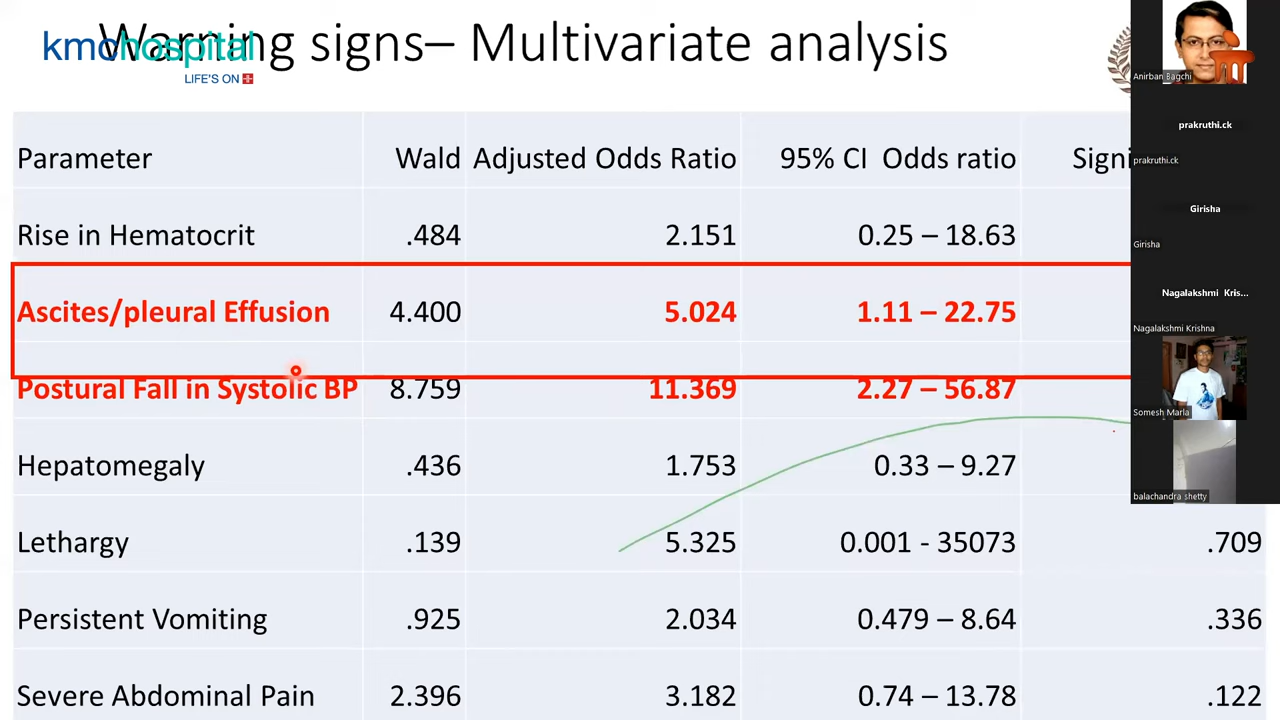 Warning signs– Multivariate analysis
kmchospital
LIFE'S ON
Parameter Wald Adjusted Odds Ratio 95% CI Odds ratio
Rise in Hematocrit .484 2.151 0.25 – 18.63
Ascites/pleural Effusion 4.400 5.024 1.11 – 22.75
Postural Fall in Systolic BP 8.759 11.369 2.27 – 56.87
Hepatomegaly .436 1.753 0.33 – 9.27
Lethargy .139 5.325 0.001 - 35073 .709
Persistent Vomiting .925 2.034 0.479 – 8.64 .336
Severe Abdominal Pain 2.396 3.182 0.74 – 13.78 .122
Anirban Bagchi
prakruthi.ck
prakruthi.ck
Girisha
Girisha
Nagalakshmi Kris...
Nagalakshmi Krishna
Somesh Marla
balachandra shetty